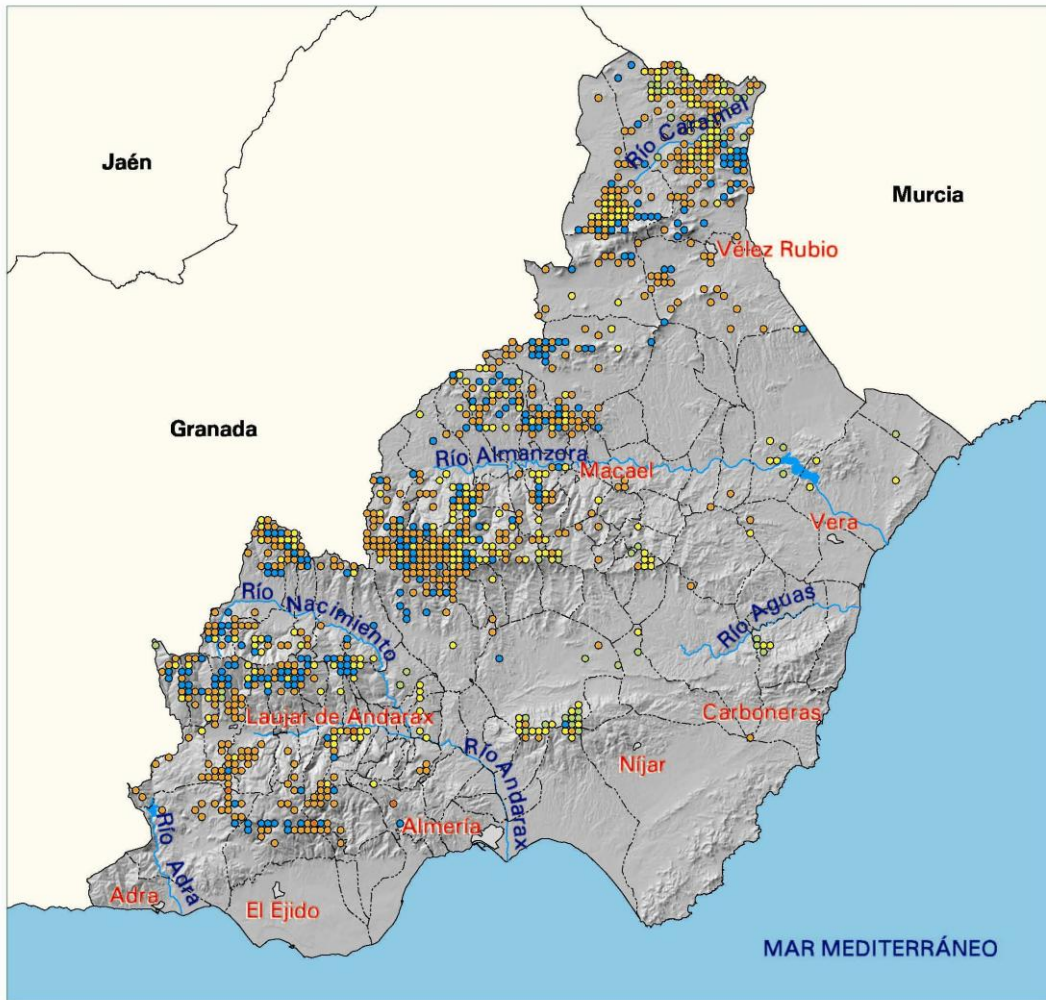 Jaén
Río Caramel
Murcia
Vélez Rubio
Granada
Río Almanzora
Macael
Vera
Río Nacimiento
Río Aguas
Laujar de Andarax
Carboneras
Río Andarax
Níjar
Almería
Río Adra
Adra
El Ejido
MAR MEDITERRÁNEO